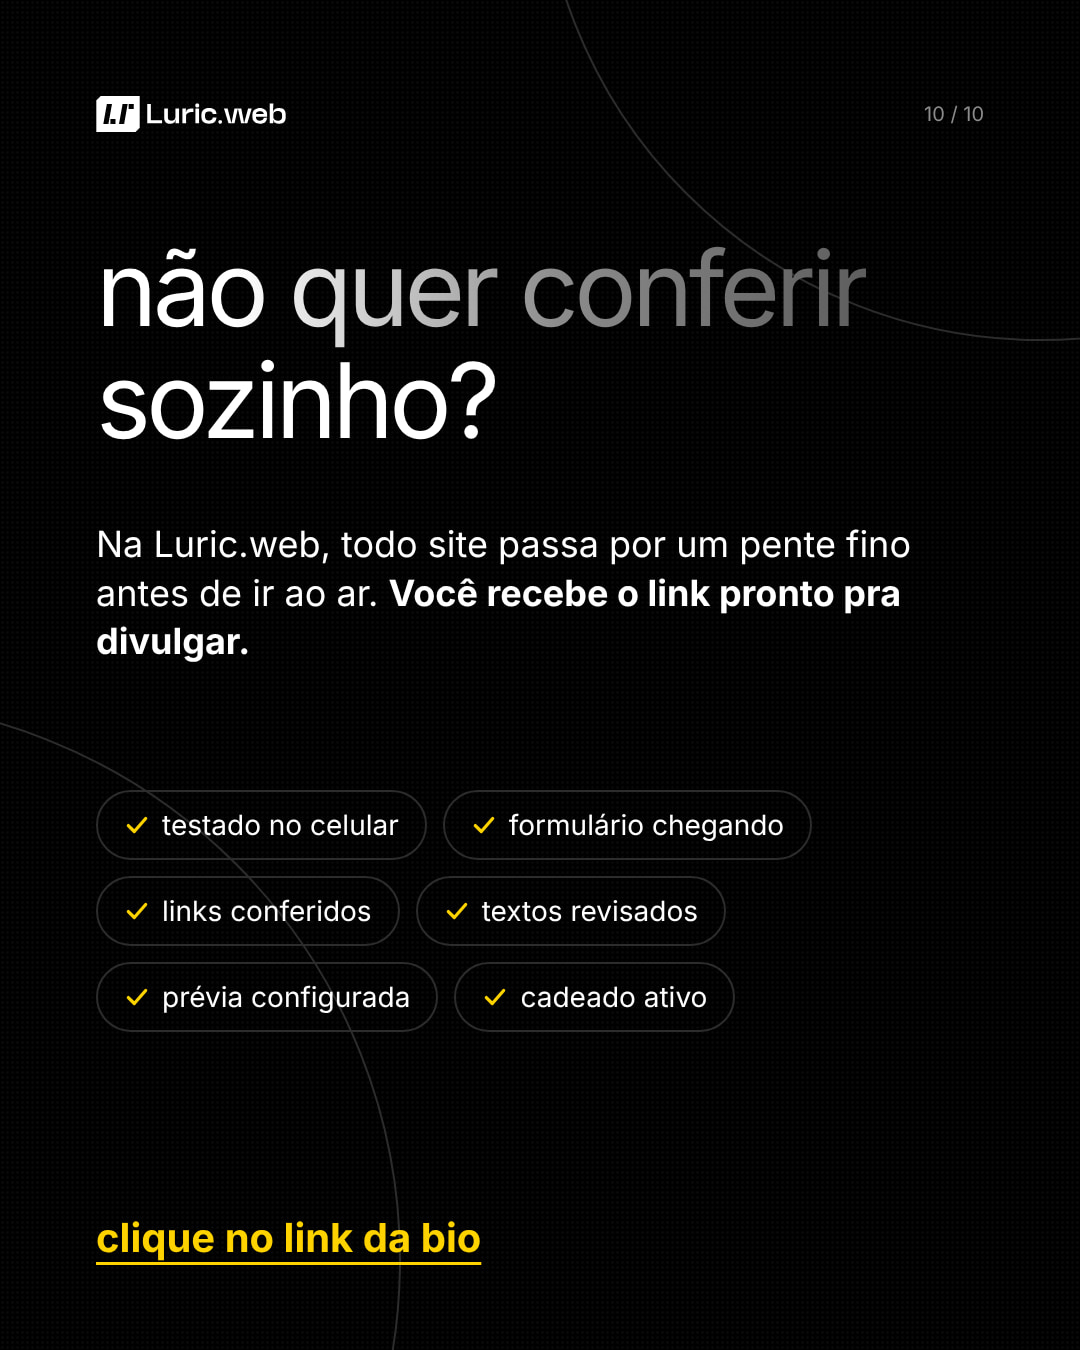 Luric.web
10 / 10
não quer conferir
sozinho?
Na Luric.web, todo site passa por um pente fino
antes de ir ao ar. Você recebe o link pronto pra
divulgar.
testado no celular
formulário chegando
links conferidos
textos revisados
prévia configurada
cadeado ativo
clique no link da bio